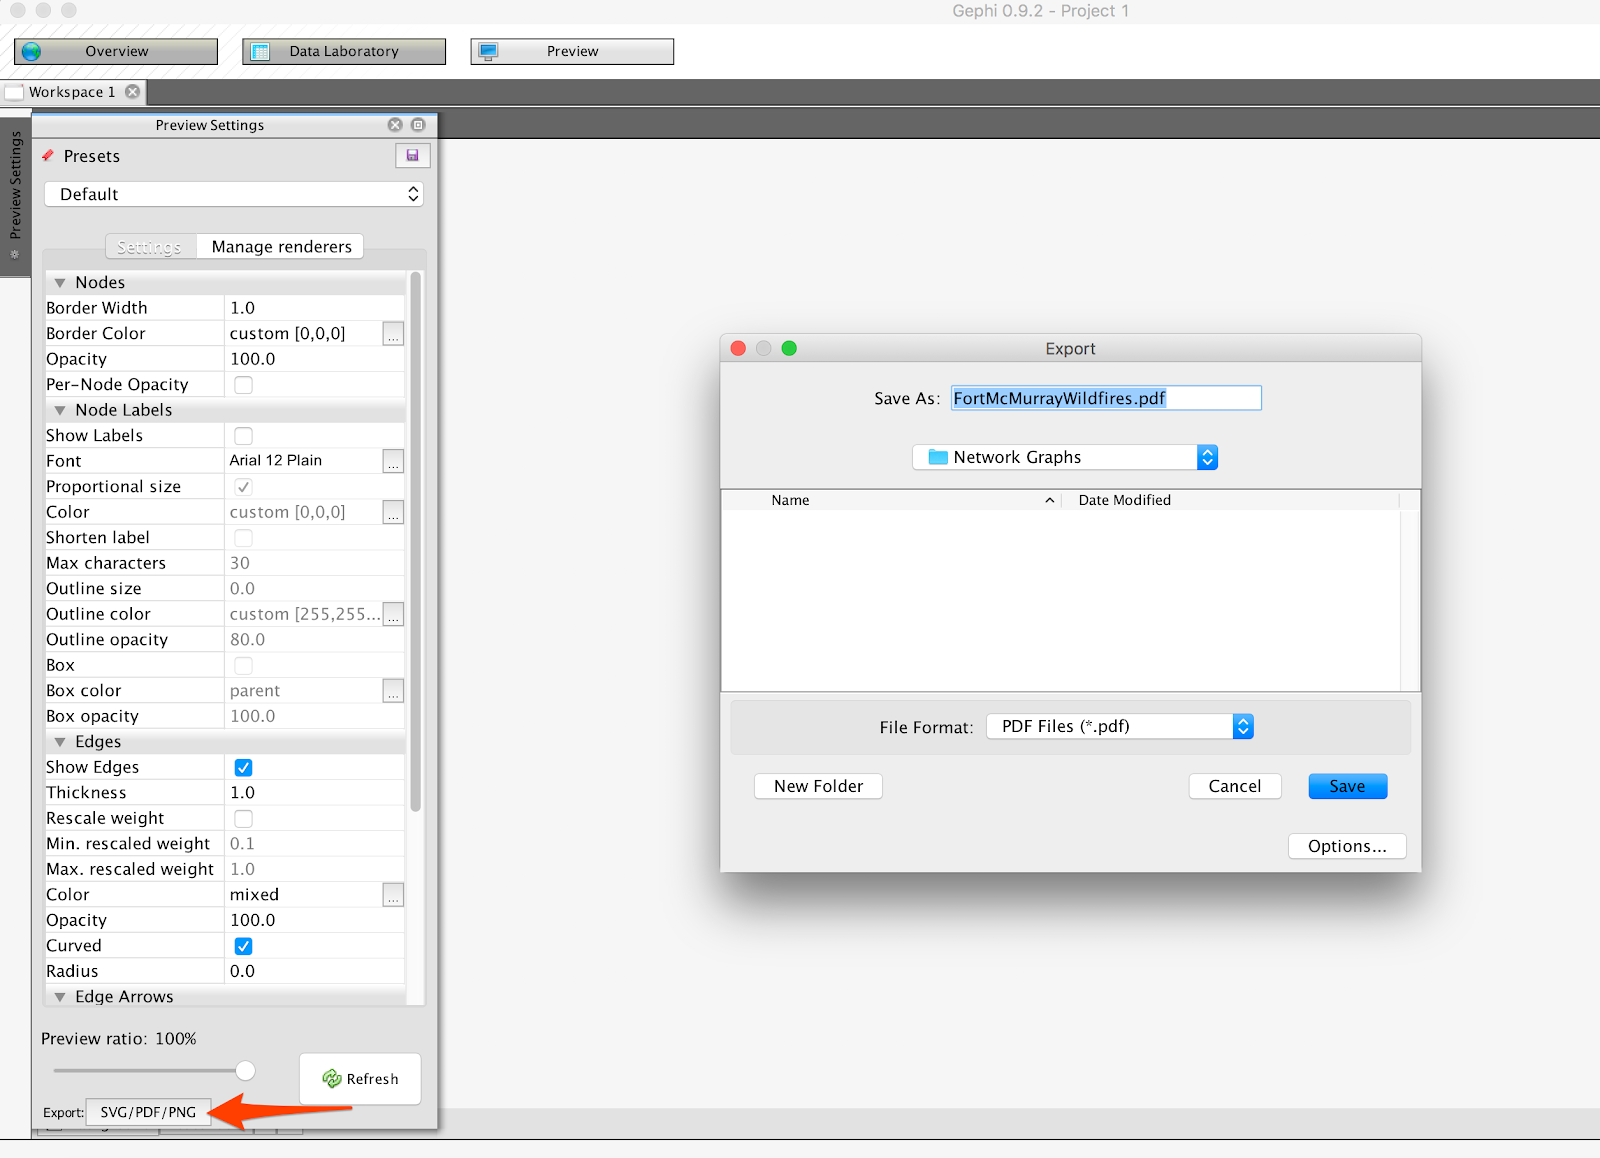 Gephi 0.9.2 - Project 1
Overview
Data Laboratory
Preview
Workspace 1
Preview Settings
Preview Settings
Presets
Default
Settings
Manage renderers
Nodes
Border Width 1.0
Border Color custom [0,0,0] ...
Opacity 100.0
Per-Node Opacity
Node Labels
Show Labels
Font Arial 12 Plain ...
Proportional size
Color custom [0,0,0] ...
Shorten label
Max characters 30
Outline size 0.0
Outline color custom [255,255... ...
Outline opacity 80.0
Box
Box color parent ...
Box opacity 100.0
Edges
Show Edges
Thickness 1.0
Rescale weight
Min. rescaled weight 0.1
Max. rescaled weight 1.0
Color mixed ...
Opacity 100.0
Curved
Radius 0.0
Edge Arrows
Preview ratio: 100%
Refresh
Export: SVG/PDF/PNG
Export
Save As: FortMcMurrayWildfires.pdf
Network Graphs
Name
Date Modified
File Format: PDF Files (*.pdf)
New Folder
Cancel
Save
Options...